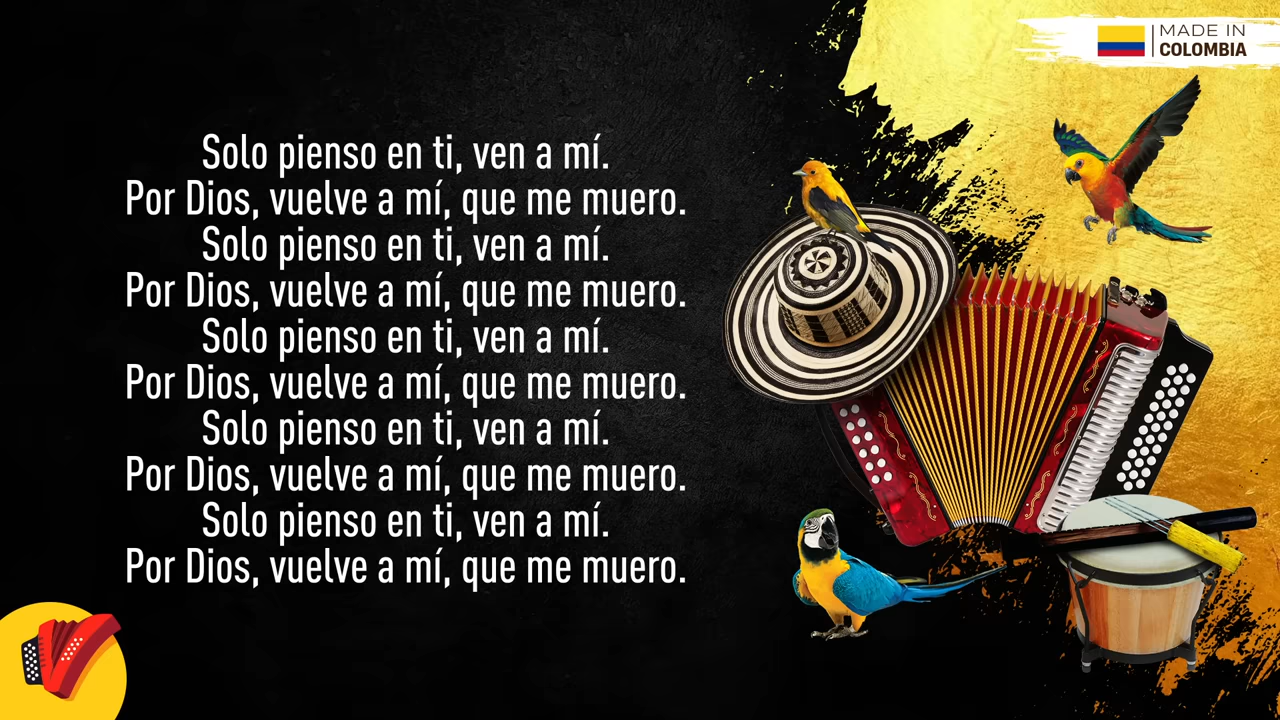 MADE IN
COLOMBIA
Solo pienso en ti, ven a mí.
Por Dios, vuelve a mí, que me muero.
Solo pienso en ti, ven a mí.
Por Dios, vuelve a mí, que me muero.
Solo pienso en ti, ven a mí.
Por Dios, vuelve a mí, que me muero.
Solo pienso en ti, ven a mí.
Por Dios, vuelve a mí, que me muero.
Solo pienso en ti, ven a mí.
Por Dios, vuelve a mí, que me muero.